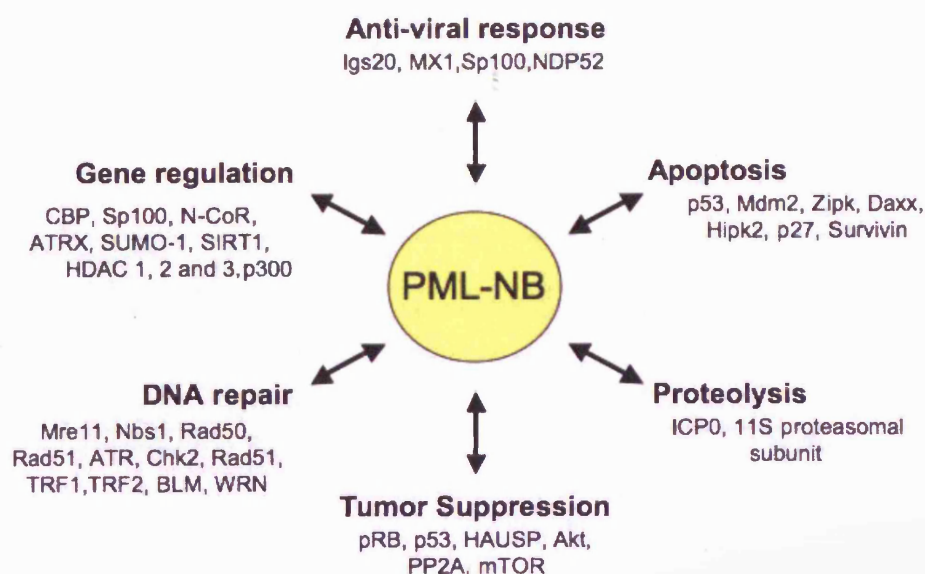 Anti-viral response
Igs20, MX1,Sp100,NDP52
Gene regulation
CBP, Sp100, N-CoR,
ATRX, SUMO-1, SIRT1,
HDAC 1, 2 and 3,p300
Apoptosis
p53, Mdm2, Zipk, Daxx,
Hipk2, p27, Survivin
PML-NB
DNA repair
Mre11, Nbs1, Rad50,
Rad51, ATR, Chk2, Rad51,
TRF1,TRF2, BLM, WRN
Proteolysis
ICP0, 11S proteasomal
subunit
Tumor Suppression
pRB, p53, HAUSP, Akt,
PP2A, mTOR